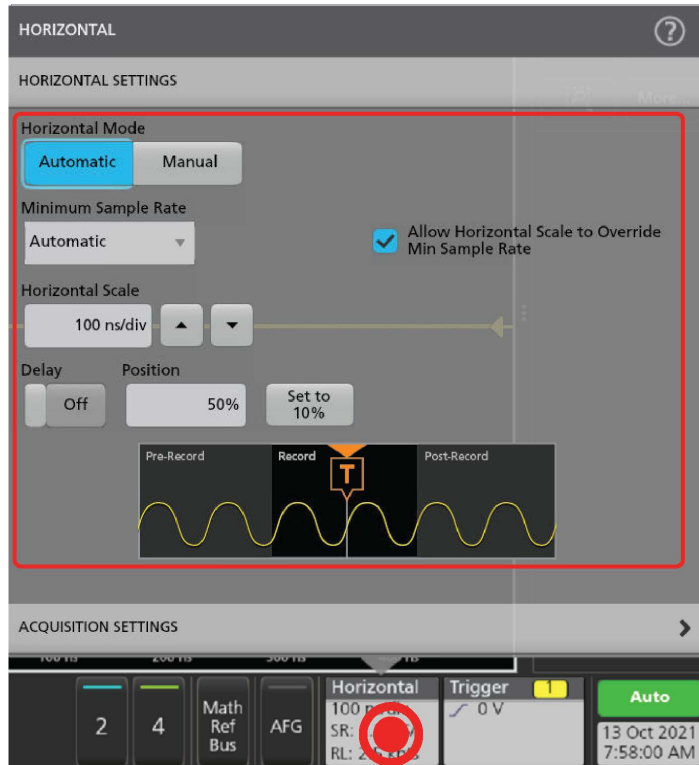 HORIZONTAL
?
HORIZONTAL SETTINGS
More...
Horizontal Mode
Automatic
Manual
Minimum Sample Rate
Automatic
Allow Horizontal Scale to Override
Min Sample Rate
Horizontal Scale
100 ns/div
Delay
Position
Off
50%
Set to
10%
Pre-Record
Record
Post-Record
T
ACQUISITION SETTINGS
2
4
Math
Ref
Bus
AFG
Horizontal
100
SR:
RL:
Trigger
1
0 V
Auto
13 Oct 2021
7:58:00 AM